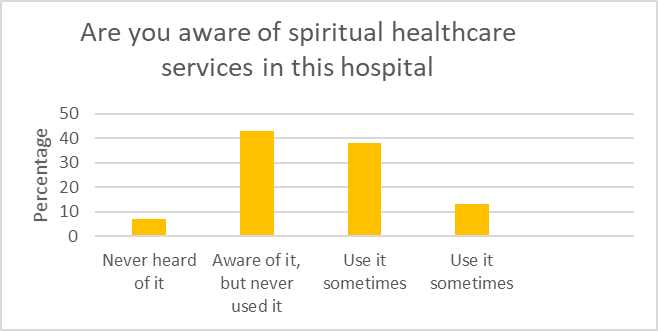 Are you aware of spiritual healthcare
services in this hospital
Percentage
50
40
30
20
10
0
Never heard
of it
Aware of it,
but never
used it
Use it
sometimes
Use it
sometimes